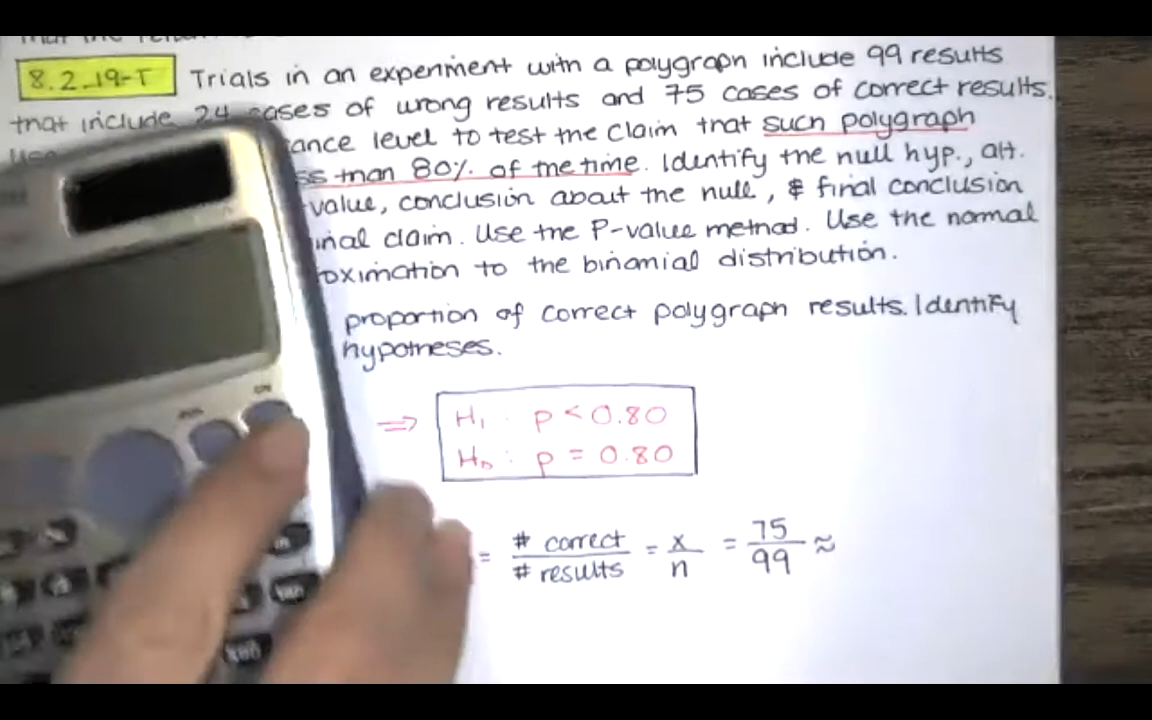 8.2.19-T Trials in an experiment with a polygraph include 99 results
that include 24 cases of wrong results and 75 cases of correct results.
level to test the claim that such polygraph
than 80% of the time. Identify the null hyp., alt.
value, conclusion about the null, & final conclusion
claim. Use the P-value method. Use the normal
to the binomial distribution.
proportion of correct polygraph results. Identify
hypotheses.
⇒ H₁ : p < 0.80
H₀ : p = 0.80
= # correct / # results = x / n = 75 / 99 ≈